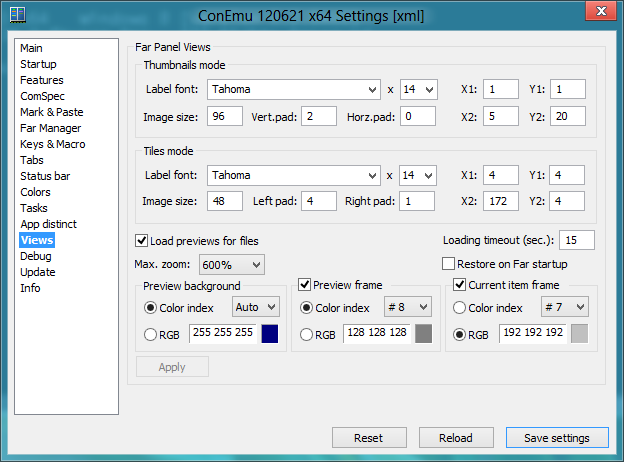 ConEmu 120621 x64 Settings [xml]
Main
Startup
Features
ComSpec
Mark & Paste
Far Manager
Keys & Macro
Tabs
Status bar
Colors
Tasks
App distinct
Views
Debug
Update
Info
Far Panel Views
Thumbnails mode
Label font: Tahoma x 14 X1: 1 Y1: 1
Image size: 96 Vert.pad: 2 Horz.pad: 0 X2: 5 Y2: 20
Tiles mode
Label font: Tahoma x 14 X1: 4 Y1: 4
Image size: 48 Left pad: 4 Right pad: 1 X2: 172 Y2: 4
Load previews for files Loading timeout (sec.): 15
Max. zoom: 600% Restore on Far startup
Preview background Preview frame Current item frame
Color index Auto Color index # 8 Color index # 7
RGB 255 255 255 RGB 128 128 128 RGB 192 192 192
Apply
Reset Reload Save settings